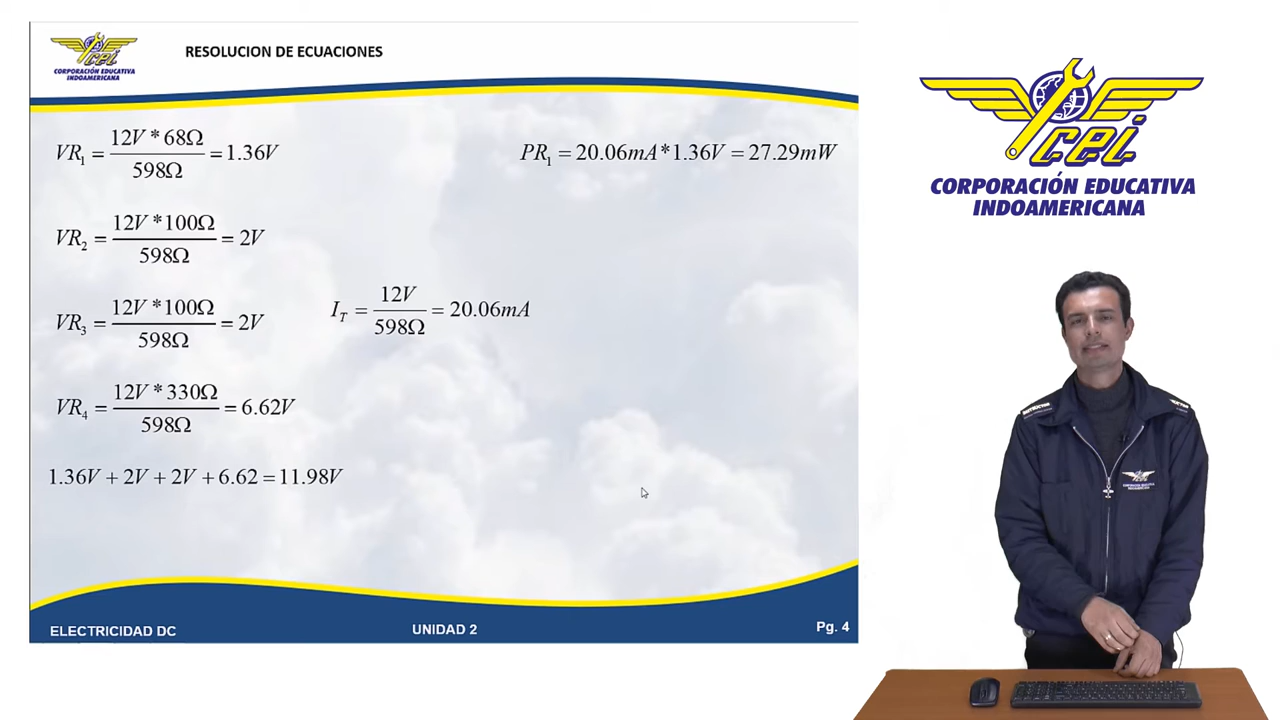 cei
CORPORACIÓN EDUCATIVA
INDOAMERICANA
RESOLUCION DE ECUACIONES
VR₁ = 12V * 68Ω / 598Ω = 1.36V
VR₂ = 12V * 100Ω / 598Ω = 2V
VR₃ = 12V * 100Ω / 598Ω = 2V
VR₄ = 12V * 330Ω / 598Ω = 6.62V
1.36V + 2V + 2V + 6.62 = 11.98V
I_T = 12V / 598Ω = 20.06mA
PR₁ = 20.06mA*1.36V = 27.29mW
ELECTRICIDAD DC
UNIDAD 2
Pg. 4
cei
CORPORACIÓN EDUCATIVA
INDOAMERICANA
INSTRUCTOR